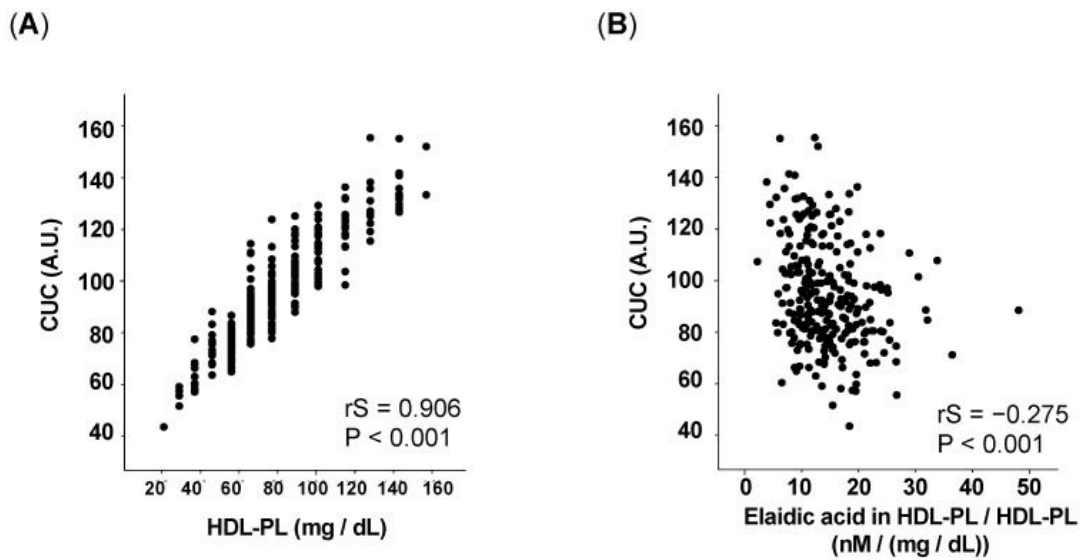 (A)
CUC (A.U.)
160
140
120
100
80
60
40
rS = 0.906
P < 0.001
20 40 60 80 100 120 140 160
HDL-PL (mg / dL)
(B)
CUC (A.U.)
160
140
120
100
80
60
40
rS = −0.275
P < 0.001
0 10 20 30 40 50
Elaidic acid in HDL-PL / HDL-PL
(nM / (mg / dL))